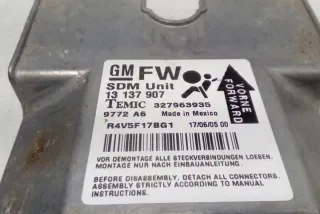 GM FW
SDM Unit
13 137 907
TEMIC 327963935
9772 A6 Made in Mexico
R4V5F178G1 17/06/05 00
VORNE
FORWARD
VOR DEMONTAGE ALLE STECKVERBINDUNGEN LOESEN.
EINBAU NUR NACH MONTAGEANLEITUNG.
BEFORE DISASSEMBLY, DETACH ALL CONNECTORS.
ASSEMBLY STRICTLY ACCORDING TO MANUAL
INSTRUCTIONS.